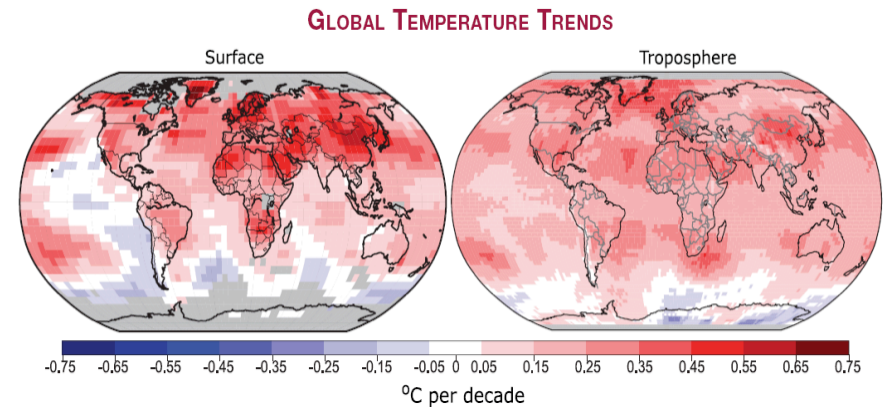 GLOBAL TEMPERATURE TRENDS
Surface
Troposphere
-0.75 -0.65 -0.55 -0.45 -0.35 -0.25 -0.15 -0.05 0 0.05 0.15 0.25 0.35 0.45 0.55 0.65 0.75
°C per decade